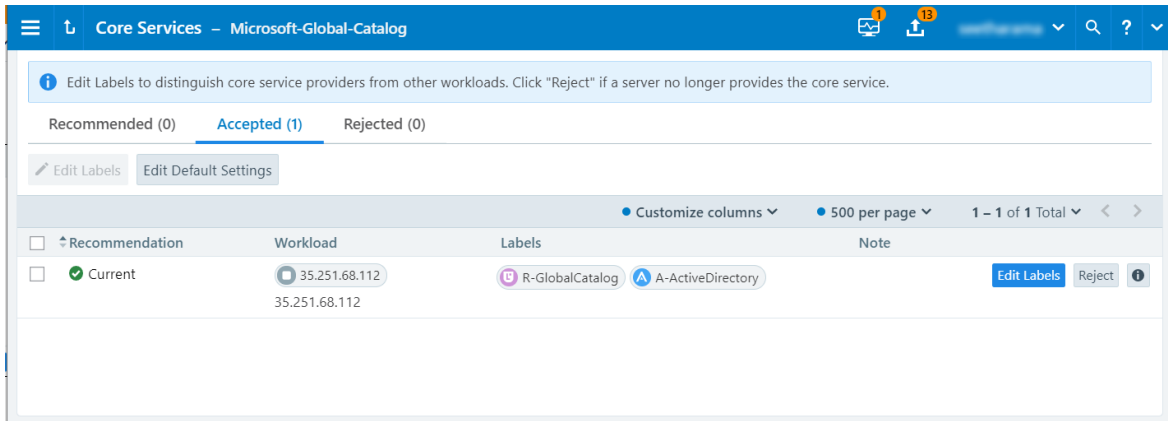 1
13
Core Services – Microsoft-Global-Catalog
?
Edit Labels to distinguish core service providers from other workloads. Click "Reject" if a server no longer provides the core service.
Recommended (0) Accepted (1) Rejected (0)
Edit Labels Edit Default Settings
Customize columns 500 per page 1 – 1 of 1 Total
Recommendation Workload Labels Note
Current 35.251.68.112 R-GlobalCatalog A A-ActiveDirectory Edit Labels Reject
35.251.68.112